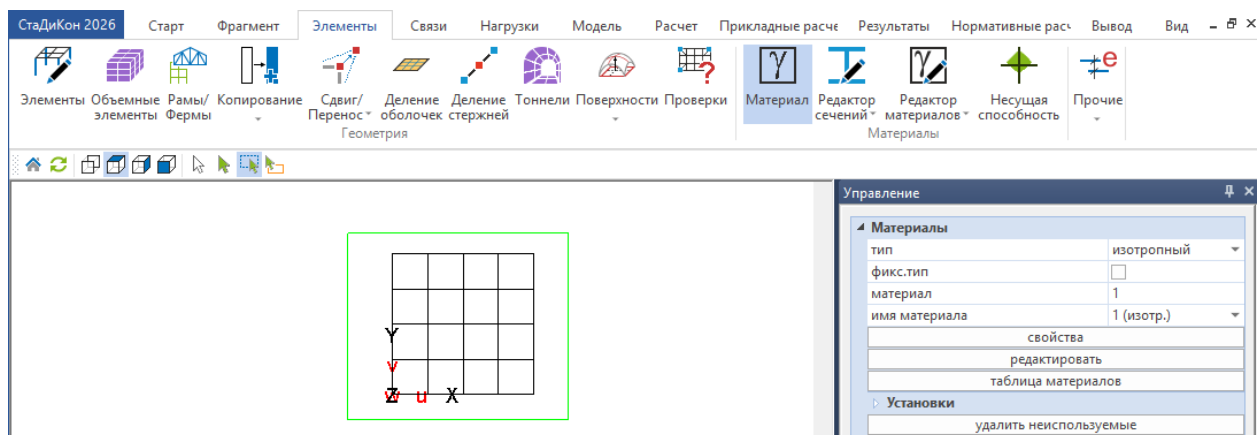 СтаДиКон 2026 Старт Фрагмент Элементы Связи Нагрузки Модель Расчет Прикладные расче Результаты Нормативные расч Вывод Вид
γ γ e
?
Элементы Объемные Рамы/ Копирование Сдвиг/ Деление Деление Тоннели Поверхности Проверки Материал Редактор Редактор Несущая Прочие
элементы Фермы Перенос оболочек стержней сечений материалов способность
Геометрия Материалы
Управление
Материалы
тип изотропный
фикс.тип
материал 1
имя материала 1 (изотр.)
свойства
редактировать
таблица материалов
Установки
удалить неиспользуемые
Y
v
Z w u X